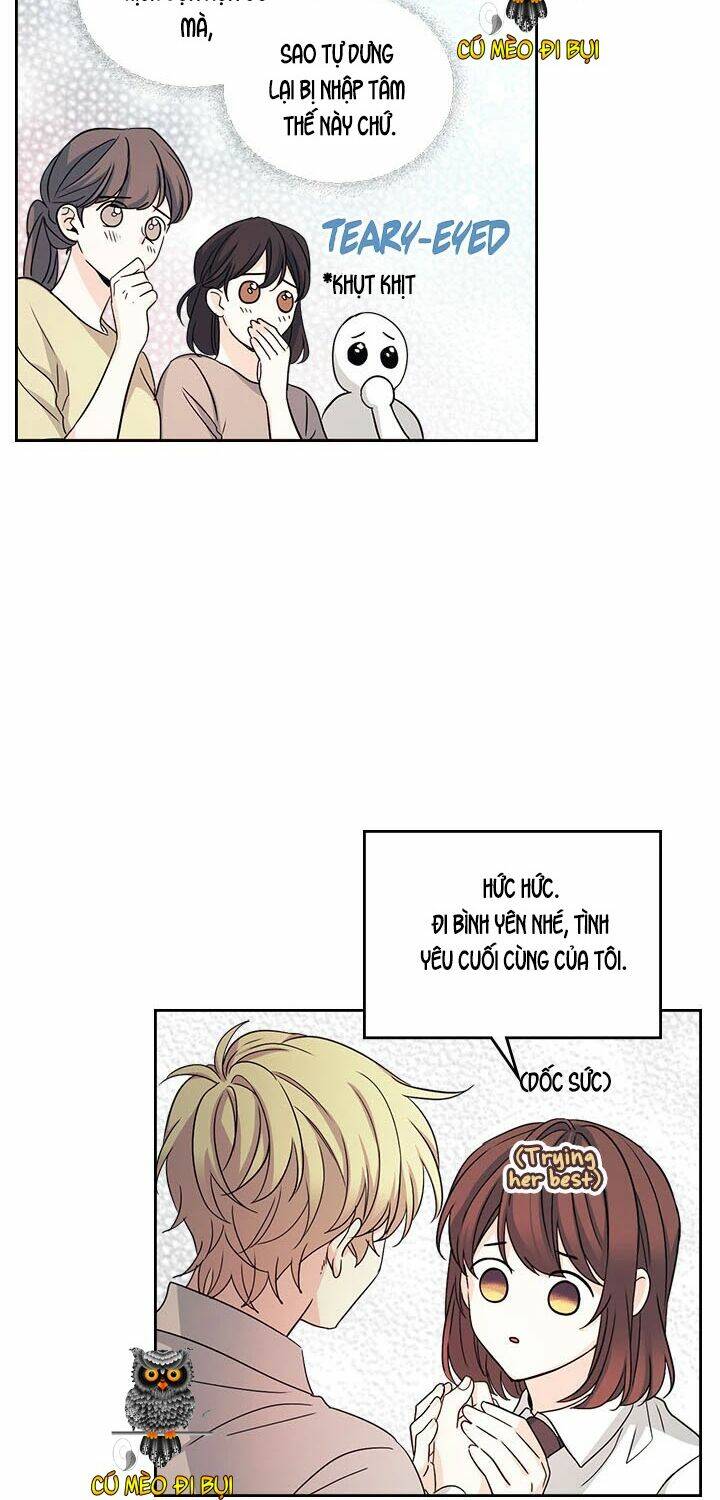 MÀ,
CÚ MÈO ĐI BỤI
SAO TỰ DƯNG
LẠI BỊ NHẬP TÂM
THẾ NÀY CHỨ.
TEARY-EYED
*KHỤT KHỊT
HỨC HỨC.
ĐI BÌNH YÊN NHÉ, TÌNH
YÊU CUỐI CÙNG CỦA TÔI.
(DỐC SỨC)
(Trying
her best)
CÚ MÈO ĐI BỤI